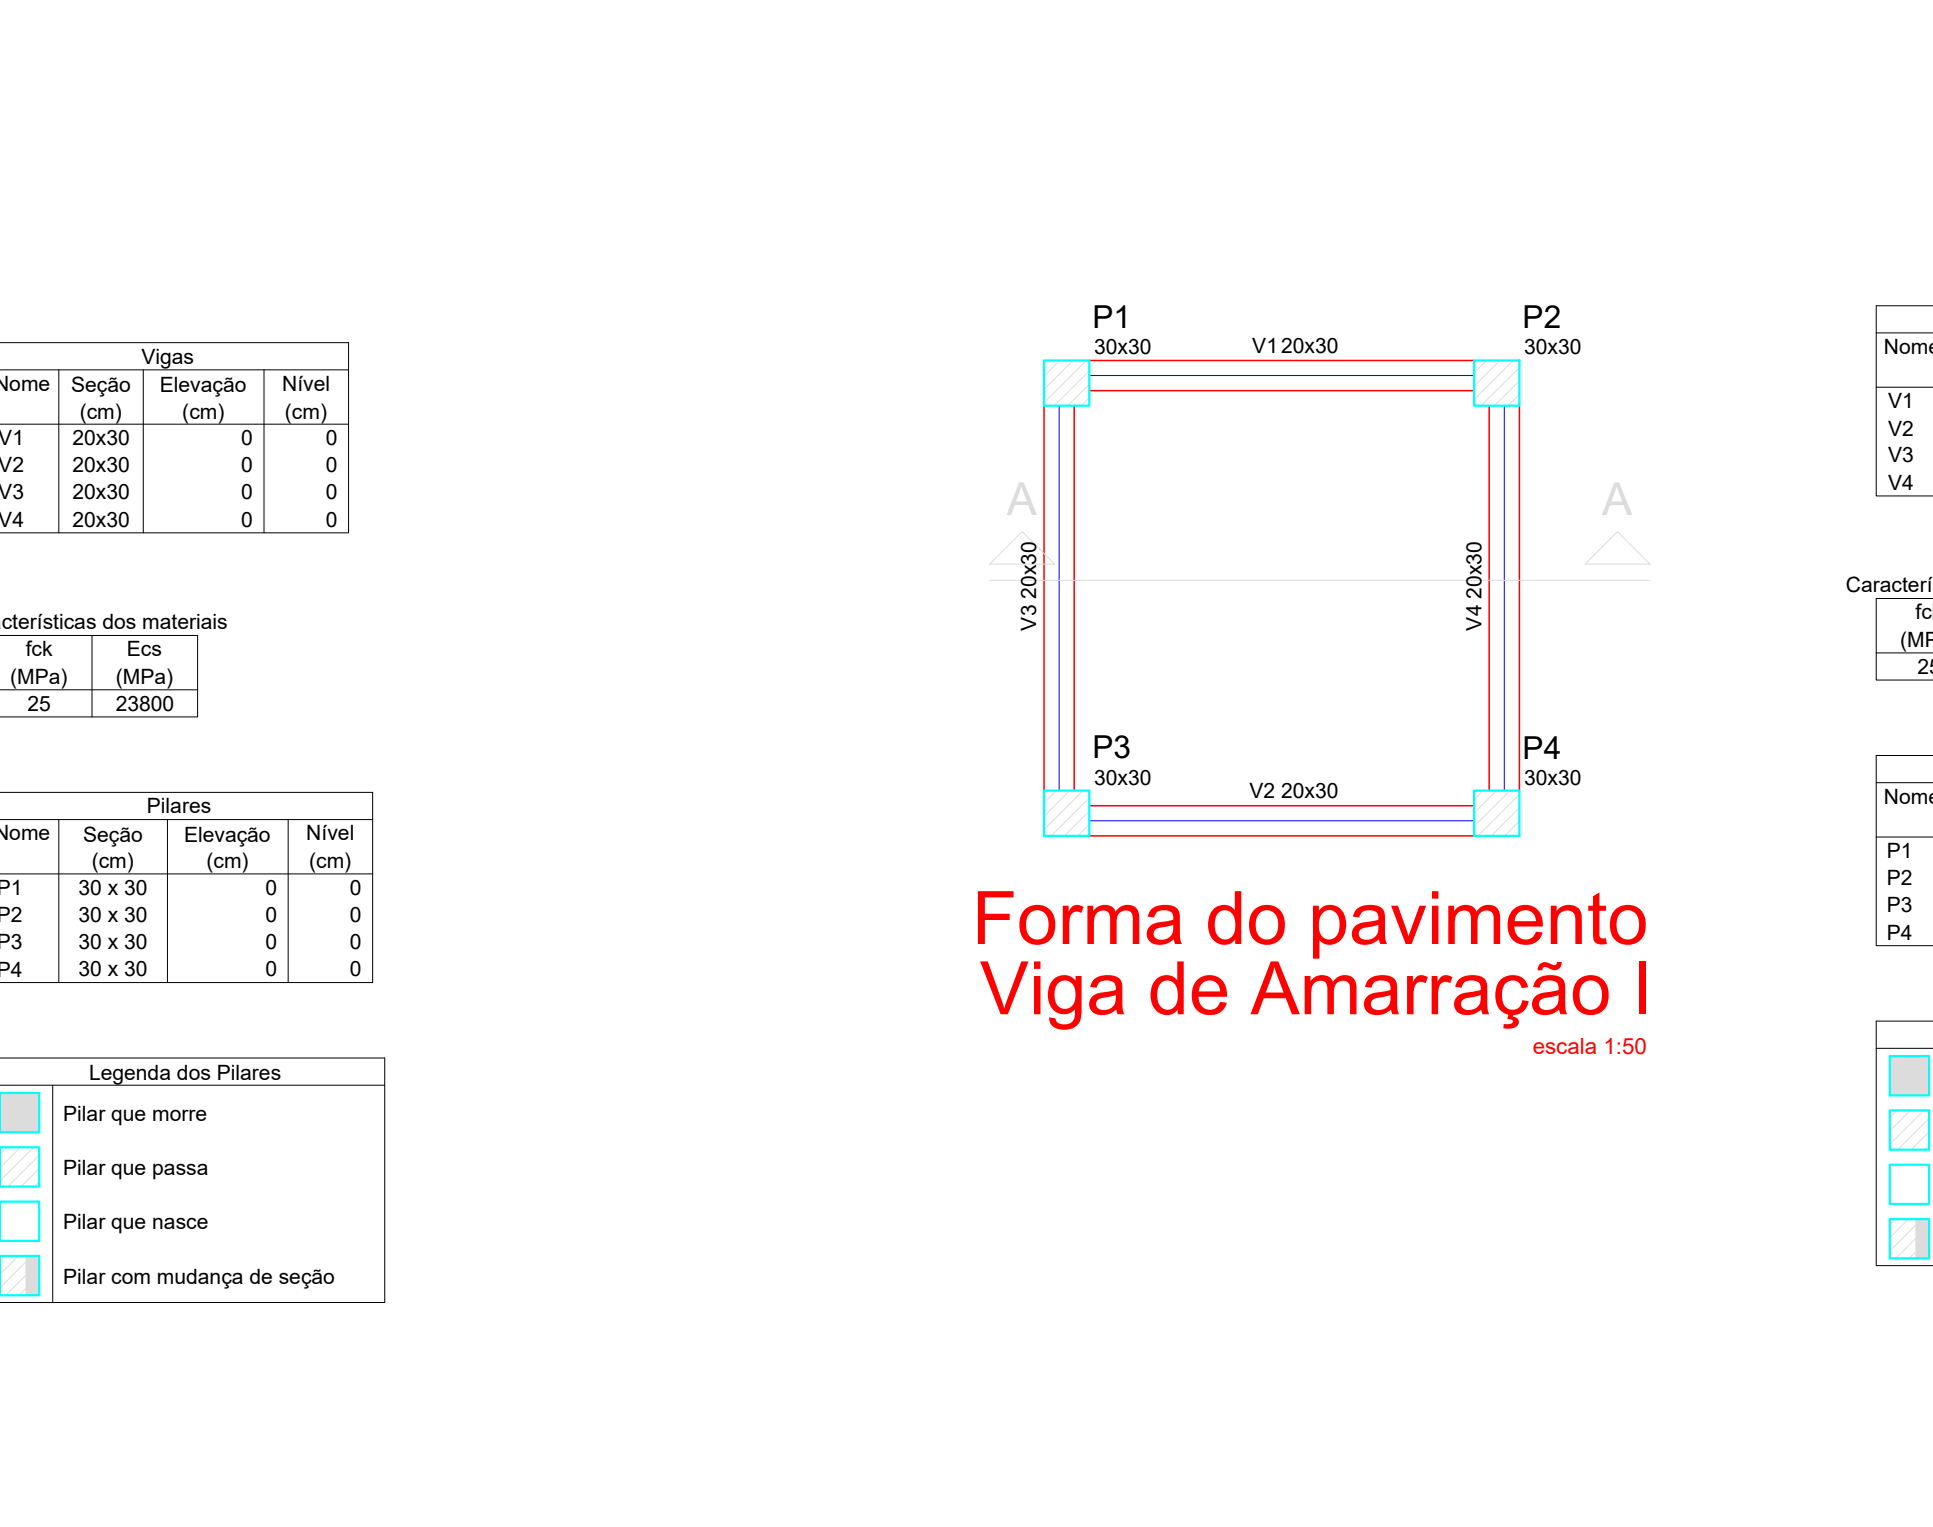 Vigas
Nome Seção Elevação Nível
(cm) (cm) (cm)
V1 20x30 0 0
V2 20x30 0 0
V3 20x30 0 0
V4 20x30 0 0
cterísticas dos materiais
fck Ecs
(MPa) (MPa)
25 23800
Pilares
Nome Seção Elevação Nível
(cm) (cm) (cm)
P1 30 x 30 0 0
P2 30 x 30 0 0
P3 30 x 30 0 0
P4 30 x 30 0 0
Legenda dos Pilares
Pilar que morre
Pilar que passa
Pilar que nasce
Pilar com mudança de seção
P1
30x30
V1 20x30
P2
30x30
A
A
V3 20x30
V4 20x30
P3
30x30
V2 20x30
P4
30x30
Forma do pavimento
Viga de Amarração I
escala 1:50
Nome
V1
V2
V3
V4
Caracterí
fc
(MP
25
Nome
P1
P2
P3
P4